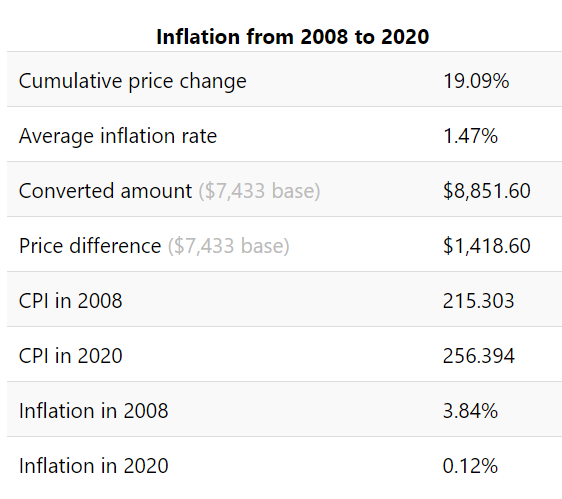 Inflation from 2008 to 2020
Cumulative price change 19.09%
Average inflation rate 1.47%
Converted amount ($7,433 base) $8,851.60
Price difference ($7,433 base) $1,418.60
CPI in 2008 215.303
CPI in 2020 256.394
Inflation in 2008 3.84%
Inflation in 2020 0.12%